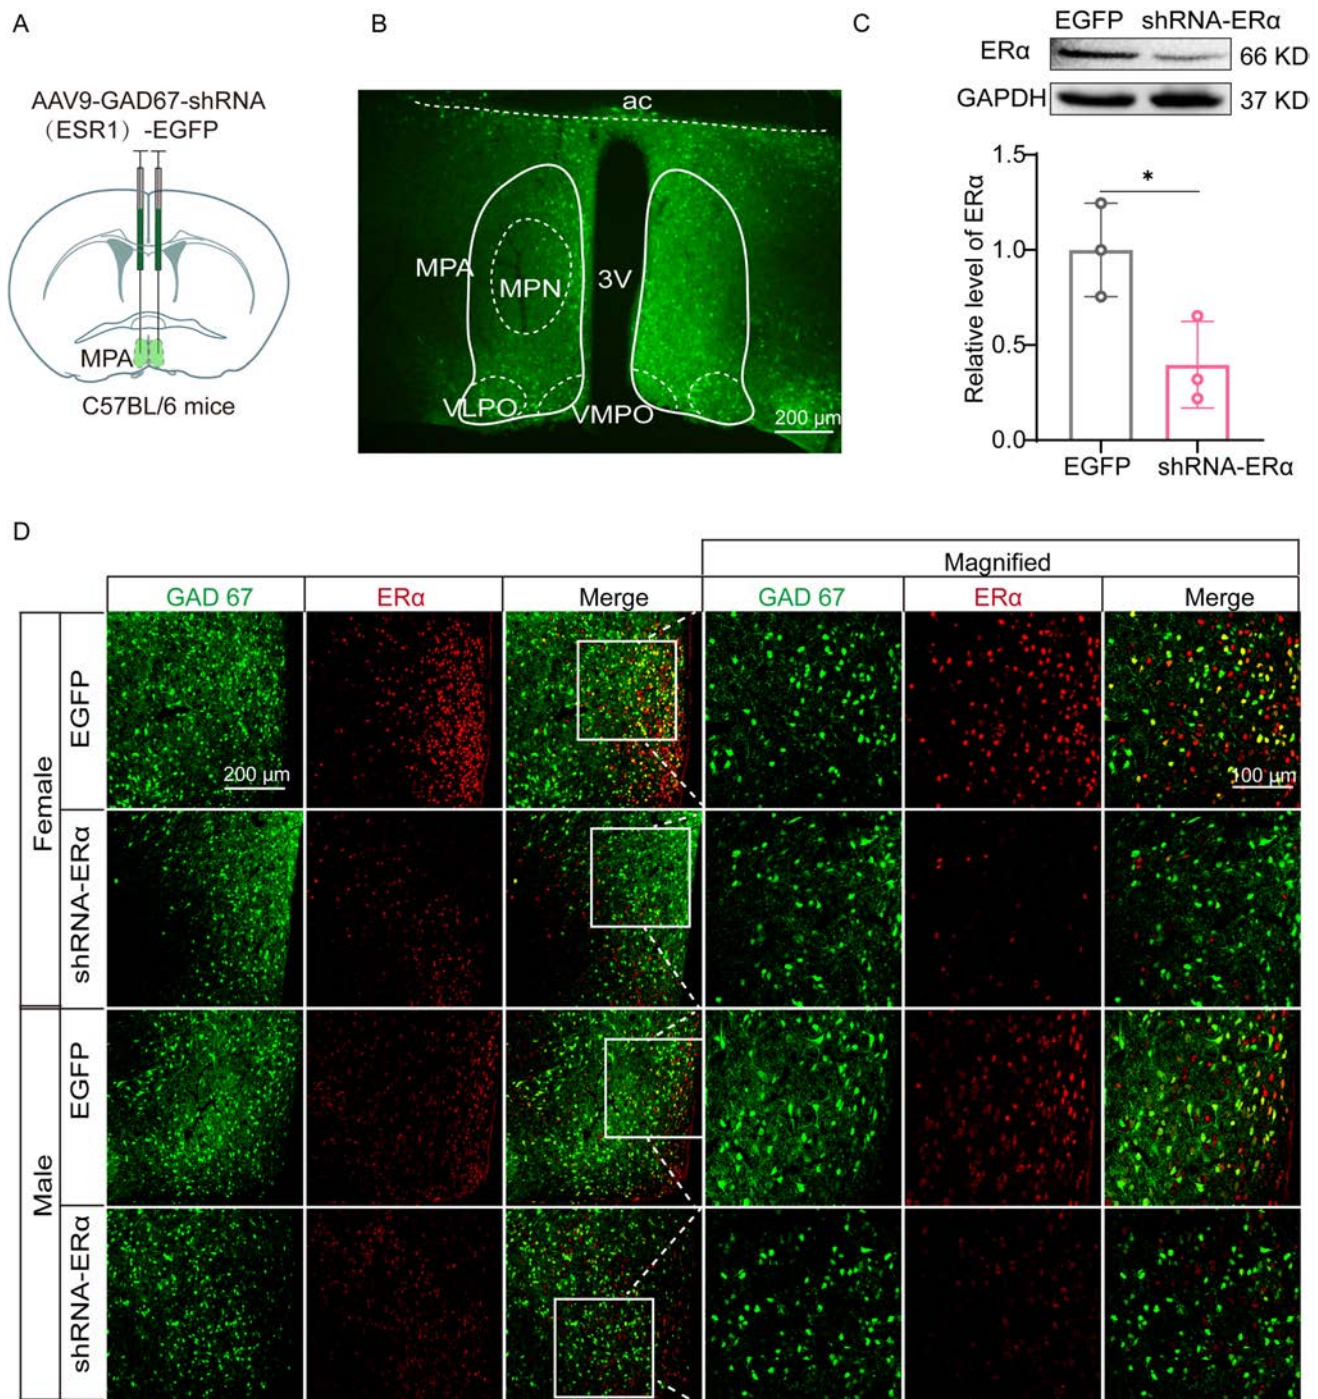 A
AAV9-GAD67-shRNA
(ESR1) -EGFP
MPA
C57BL/6 mice
B
ac
MPA
MPN
3V
VLPO
VMPO
200 μm
C
EGFP shRNA-ERα
ERα 66 KD
GAPDH 37 KD
Relative level of ERα
1.5
1.0
0.5
0.0
*
EGFP shRNA-ERα
D
Magnified
GAD 67 ERα Merge GAD 67 ERα Merge
Female
EGFP
200 μm
100 μm
shRNA-ERα
Male
EGFP
shRNA-ERα